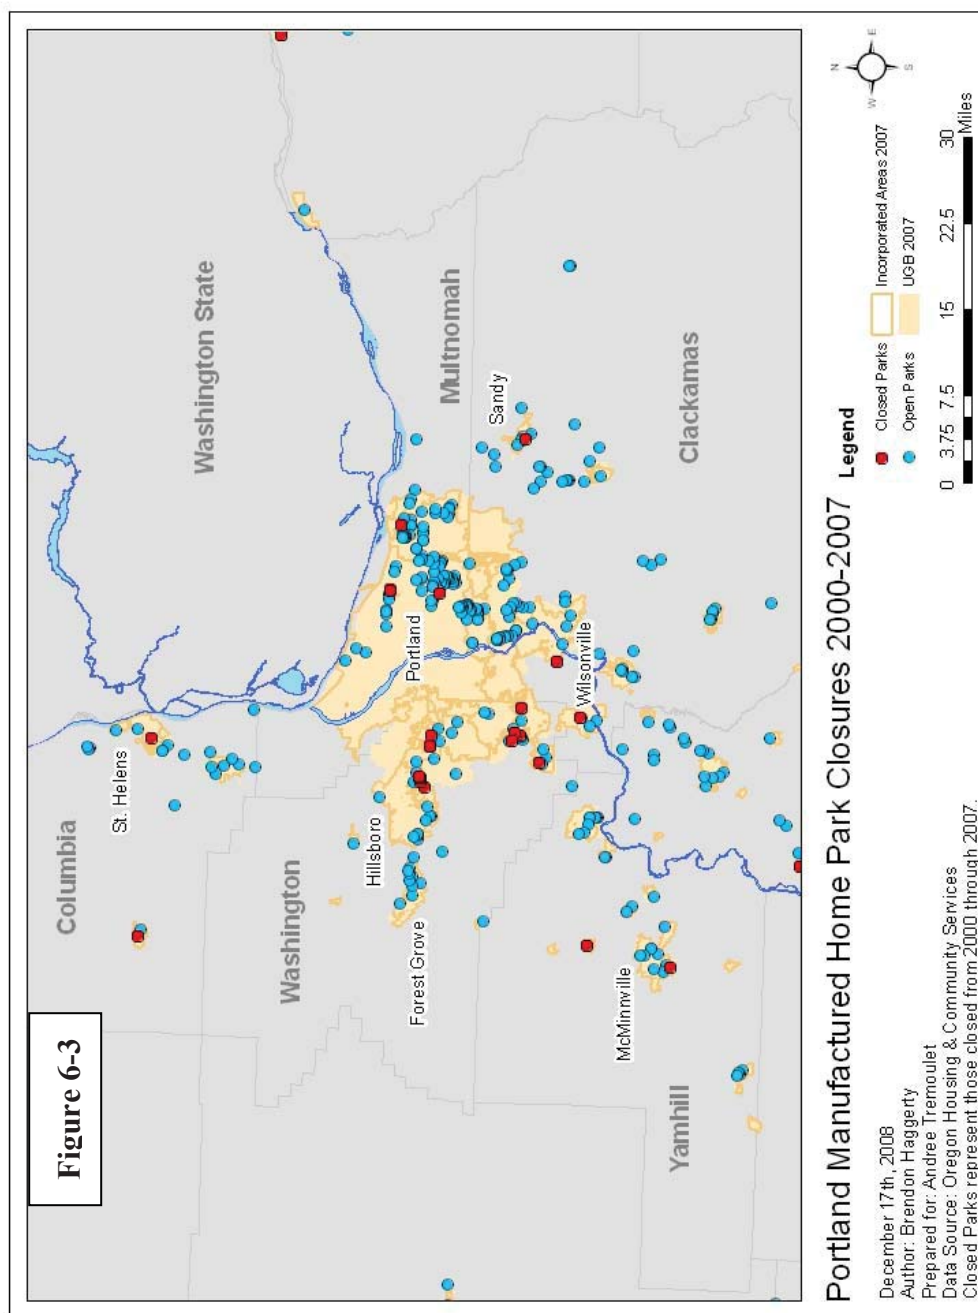 Figure 6-3
Columbia
St. Helens
Washington State
Washington
Hillsboro
Forest Grove
Portland
Multnomah
Sandy
Clackamas
Wilsonville
McMinnville
Yamhill
Portland Manufactured Home Park Closures 2000-2007
December 17th, 2008
Author: Brendon Haggerty
Prepared for: Andree Tremoulet
Data Source: Oregon Housing & Community Services
Closed Parks represent those closed from 2000 through 2007.
Legend
Closed Parks
Open Parks
Incorporated Areas 2007
UGB 2007
N
E
S
W
0 3.75 7.5 15 22.5 30
Miles